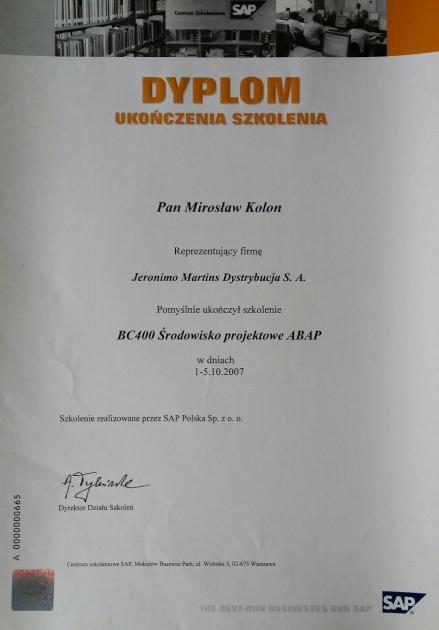 Centrum Szkoleniowe SAP
DYPLOM
UKOŃCZENIA SZKOLENIA
Pan Mirosław Kolon
Reprezentujący firmę
Jeronimo Martins Dystrybucja S. A.
Pomyślnie ukończył szkolenie
BC400 Środowisko projektowe ABAP
w dniach
1-5.10.2007
Szkolenie realizowane przez SAP Polska Sp. z o. o.
Dyrektor Działu Szkoleń
A 0000000665
Centrum szkoleniowe SAP, Mokotów Business Park, ul. Wołoska 5, 02-675 Warszawa
THE BEST-RUN BUSINESSES RUN SAP
SAP